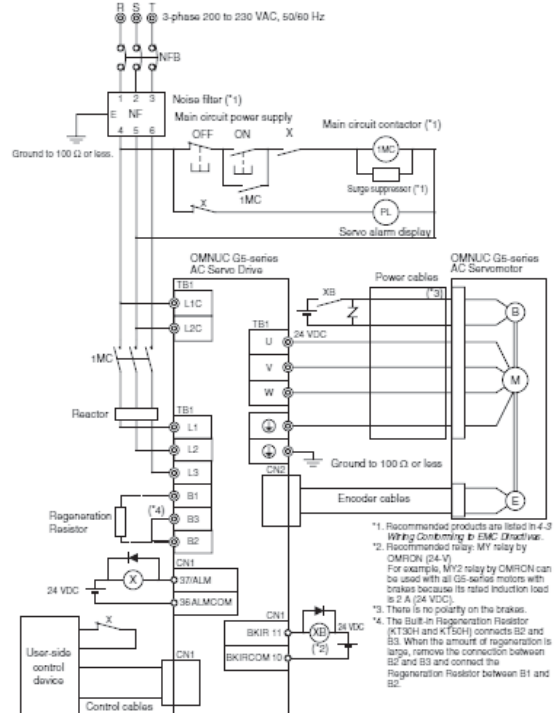 R S T
3-phase 200 to 230 VAC, 50/60 Hz
NFB
1 2 3
E NF
4 5 6
Noise filter (*1)
Ground to 100 Ω or less.
Main circuit power supply
OFF ON X
1MC
Main circuit contactor (*1)
1MC
Surge suppressor (*1)
X
PL
Servo alarm display
OMNUC G5-series
AC Servo Drive
OMNUC G5-series
AC Servomotor
Power cables
(*3)
TB1
L1C
L2C
XB
24 VDC
B
TB1
U
V
W
M
1MC
Reactor
TB1
L1
L2
L3
Ground to 100 Ω or less
CN2
Encoder cables
E
B1
B3
B2
(*4)
Regeneration
Resistor
CN1
37/ALM
36 ALMCOM
X
24 VDC
CN1
BKIR 11
BKIRCOM 10
XB
24 VDC
(*2)
X
User-side
control
device
CN1
Control cables
*1. Recommended products are listed in 4-3
Wiring Conforming to EMC Directives.
*2. Recommended relay: MY relay by
OMRON (24-V)
For example, MY2 relay by OMRON can
be used with all G5-series motors with
brakes because its rated induction load
is 2 A (24 VDC).
*3. There is no polarity on the brakes.
*4. The Built-in Regeneration Resistor
(KT30H and KT50H) connects B2 and
B3. When the amount of regeneration is
large, remove the connection between
B2 and B3 and connect the
Regeneration Resistor between B1 and
B2.